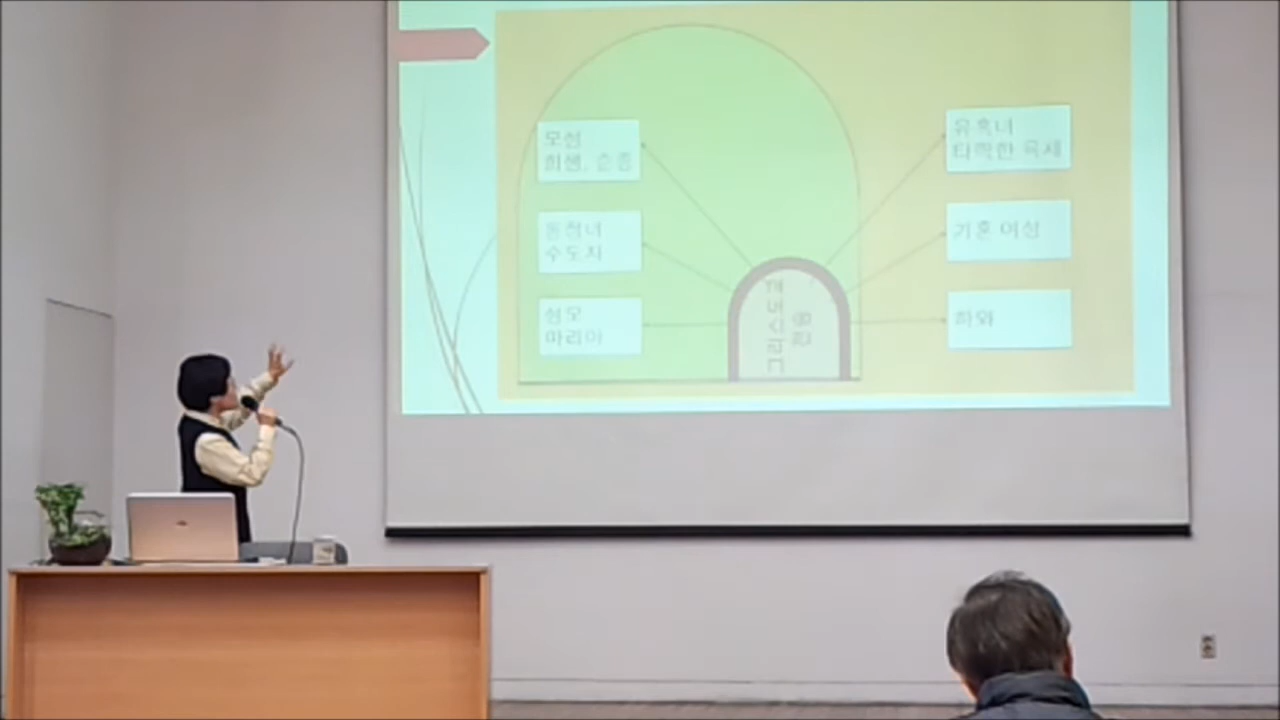 모성
희생, 순종
동정녀
수도자
성모
마리아
유혹녀
타락한 육체
기혼 여성
하와